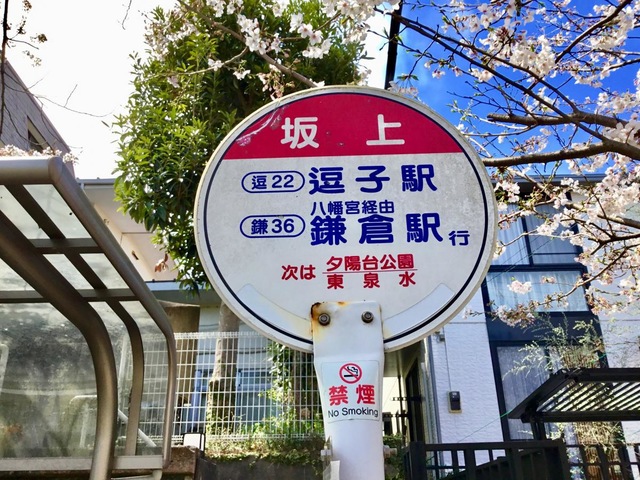 坂上
逗22 逗子駅
八幡宮経由
鎌36 鎌倉駅行
次は 夕陽台公園
東泉水
禁煙
No Smoking